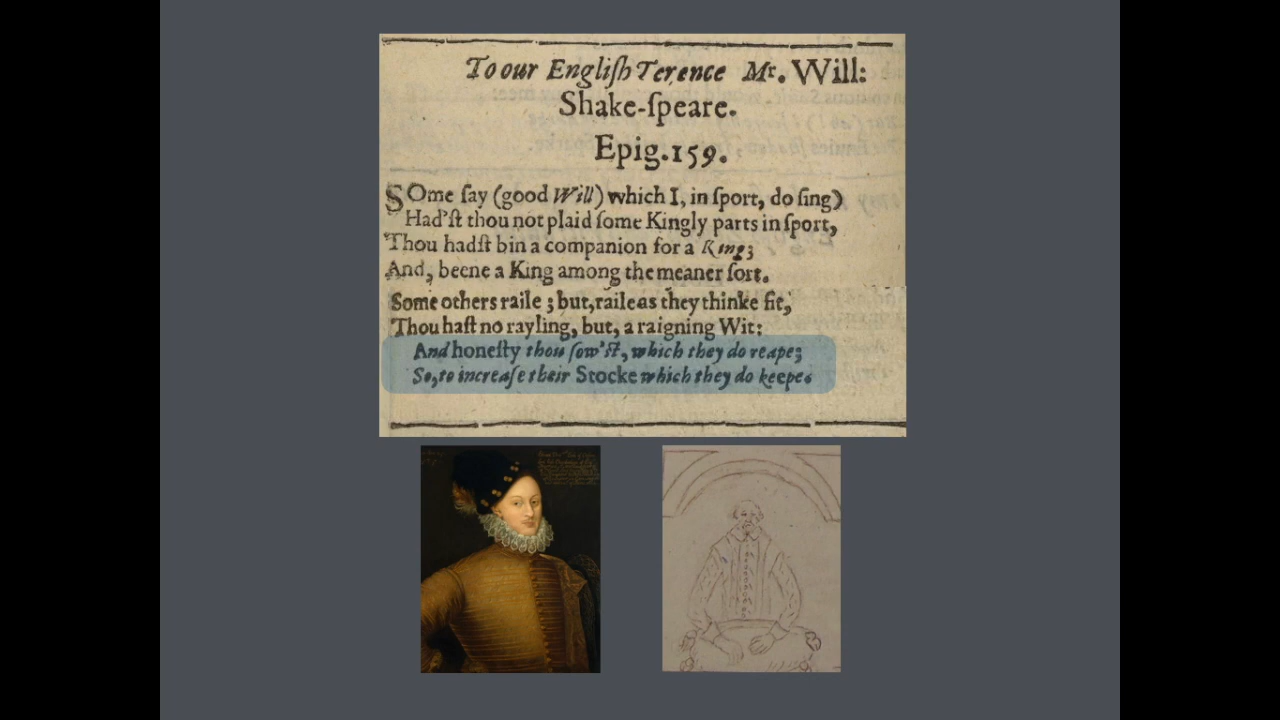 To our Engliſh Terence Mr. Will:
Shake-ſpeare.
Epig. 159.
SOme ſay (good Will) which I, in ſport, do ſing)
Had'ſt thou not plaid ſome Kingly parts in ſport,
Thou hadſt bin a companion for a King;
And, beene a King among the meaner ſort.
Some others raile; but, raile as they thinke fit,
Thou haſt no rayling, but, a raigning Wit:
And honeſty thou ſow'ſt, which they do reape;
So, to increaſe their Stocke which they do keepe.